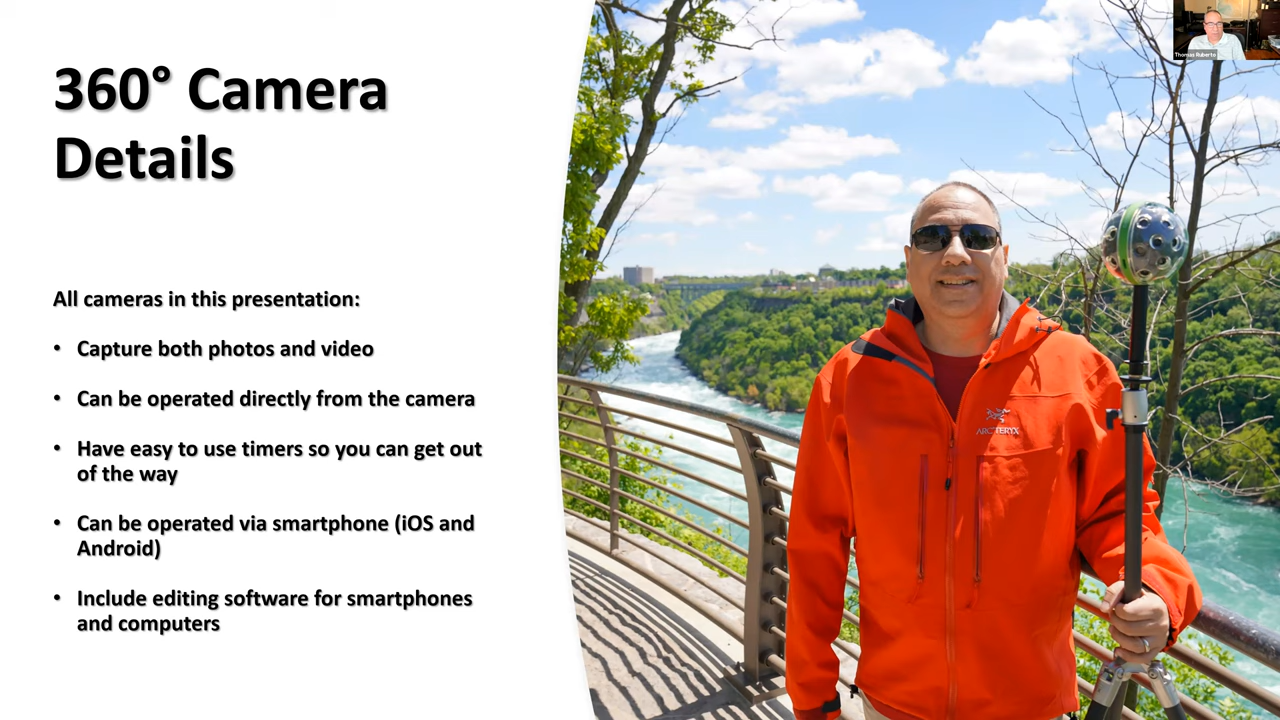 360° Camera
Details
All cameras in this presentation:
• Capture both photos and video
• Can be operated directly from the camera
• Have easy to use timers so you can get out
of the way
• Can be operated via smartphone (iOS and
Android)
• Include editing software for smartphones
and computers
Thomas Ruberto
ARC'TERYX